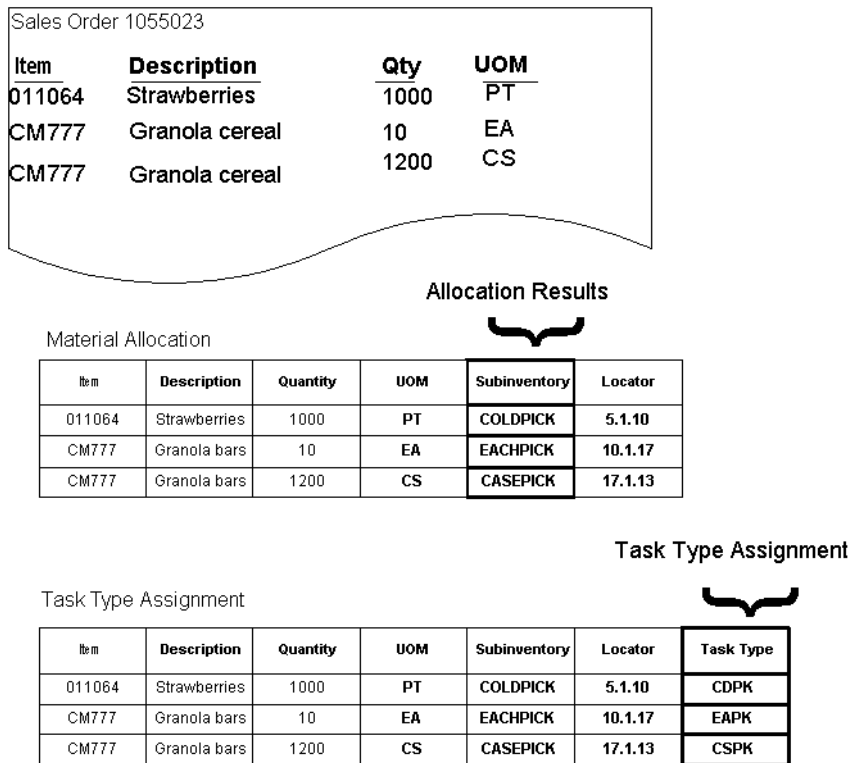 Sales Order 1055023
Item Description Qty UOM
011064 Strawberries 1000 PT
CM777 Granola cereal 10 EA
CM777 Granola cereal 1200 CS
Allocation Results
Material Allocation
Item Description Quantity UOM Subinventory Locator
011064 Strawberries 1000 PT COLDPICK 5.1.10
CM777 Granola bars 10 EA EACHPICK 10.1.17
CM777 Granola bars 1200 CS CASEPICK 17.1.13
Task Type Assignment
Task Type Assignment
Item Description Quantity UOM Subinventory Locator Task Type
011064 Strawberries 1000 PT COLDPICK 5.1.10 CDPK
CM777 Granola bars 10 EA EACHPICK 10.1.17 EAPK
CM777 Granola bars 1200 CS CASEPICK 17.1.13 CSPK